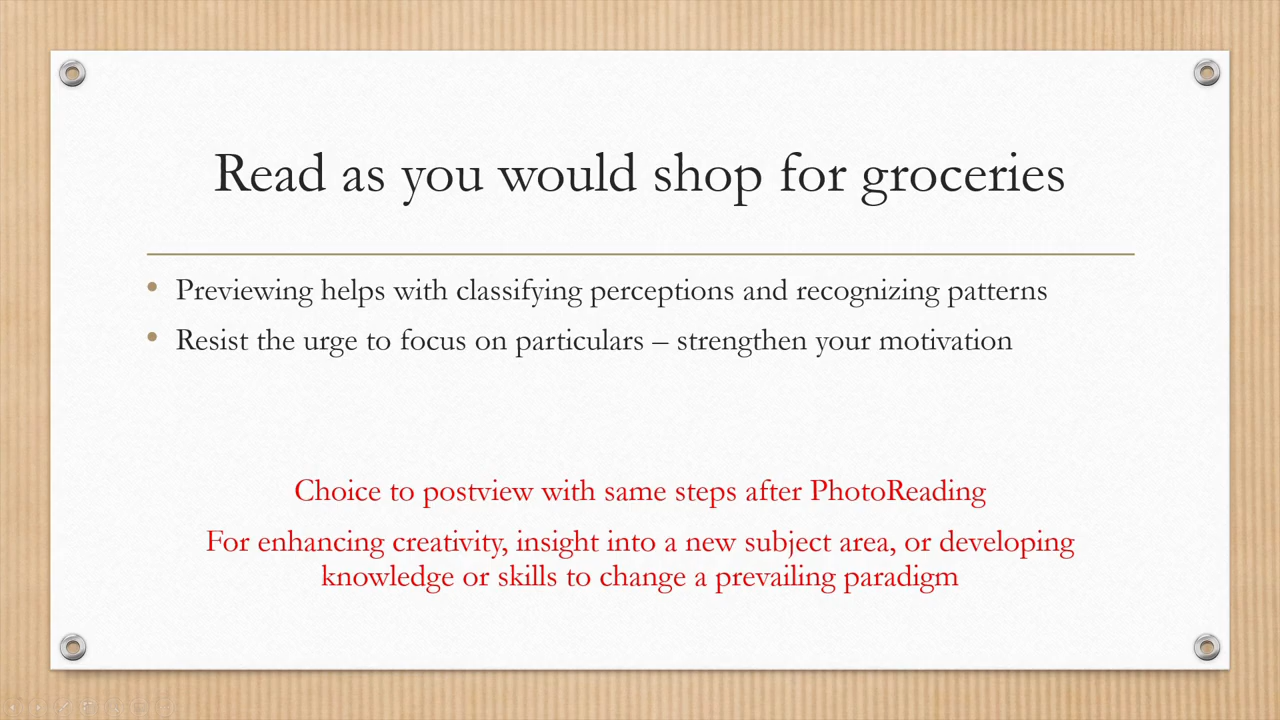 Read as you would shop for groceries
• Previewing helps with classifying perceptions and recognizing patterns
• Resist the urge to focus on particulars – strengthen your motivation
Choice to postview with same steps after PhotoReading
For enhancing creativity, insight into a new subject area, or developing
knowledge or skills to change a prevailing paradigm